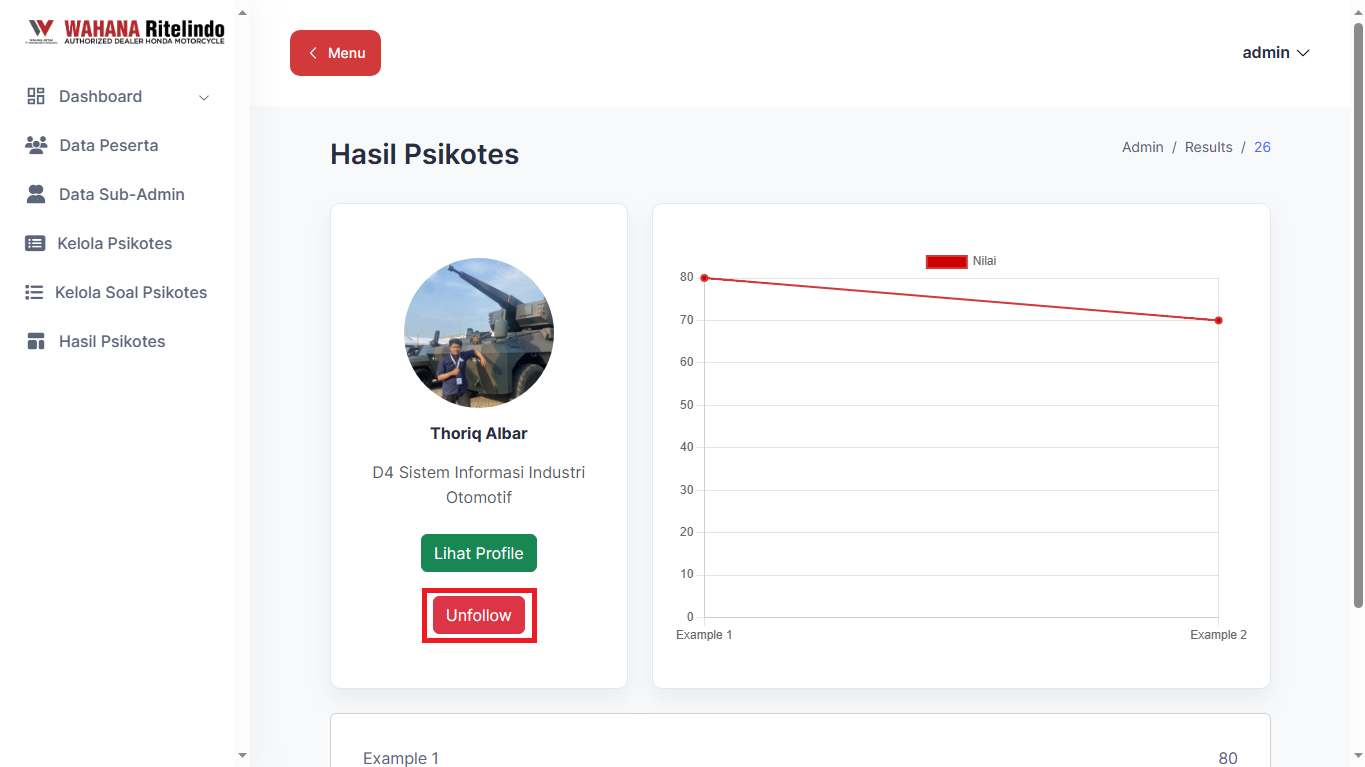 WAHANA Ritelindo
AUTHORIZED DEALER HONDA MOTORCYCLE
Menu
admin
Dashboard
Data Peserta
Data Sub-Admin
Kelola Psikotes
Kelola Soal Psikotes
Hasil Psikotes
Hasil Psikotes
Admin / Results / 26
Thoriq Albar
D4 Sistem Informasi Industri
Otomotif
Lihat Profile
Unfollow
Nilai
80
70
60
50
40
30
20
10
0
Example 1
Example 2
Example 1 80